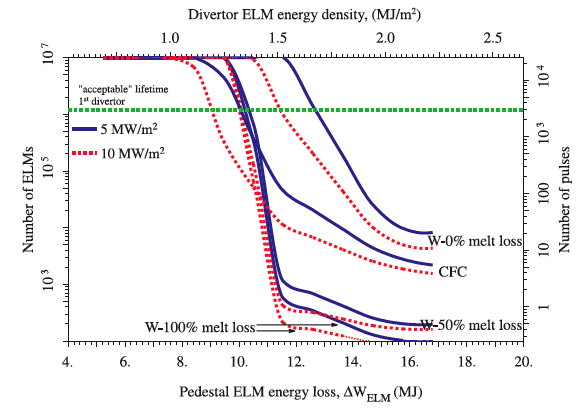 Divertor ELM energy density, (MJ/m²)
1.0 1.5 2.0 2.5
10⁷
10⁵
10³
Number of ELMs
"acceptable" lifetime
1ˢᵗ divertor
5 MW/m²
10 MW/m²
W-0% melt loss
CFC
W-50% melt loss
W-100% melt loss
10⁴
10³
100
10
1
Number of pulses
4. 6. 8. 10. 12. 14. 16. 18. 20.
Pedestal ELM energy loss, ΔW_ELM (MJ)